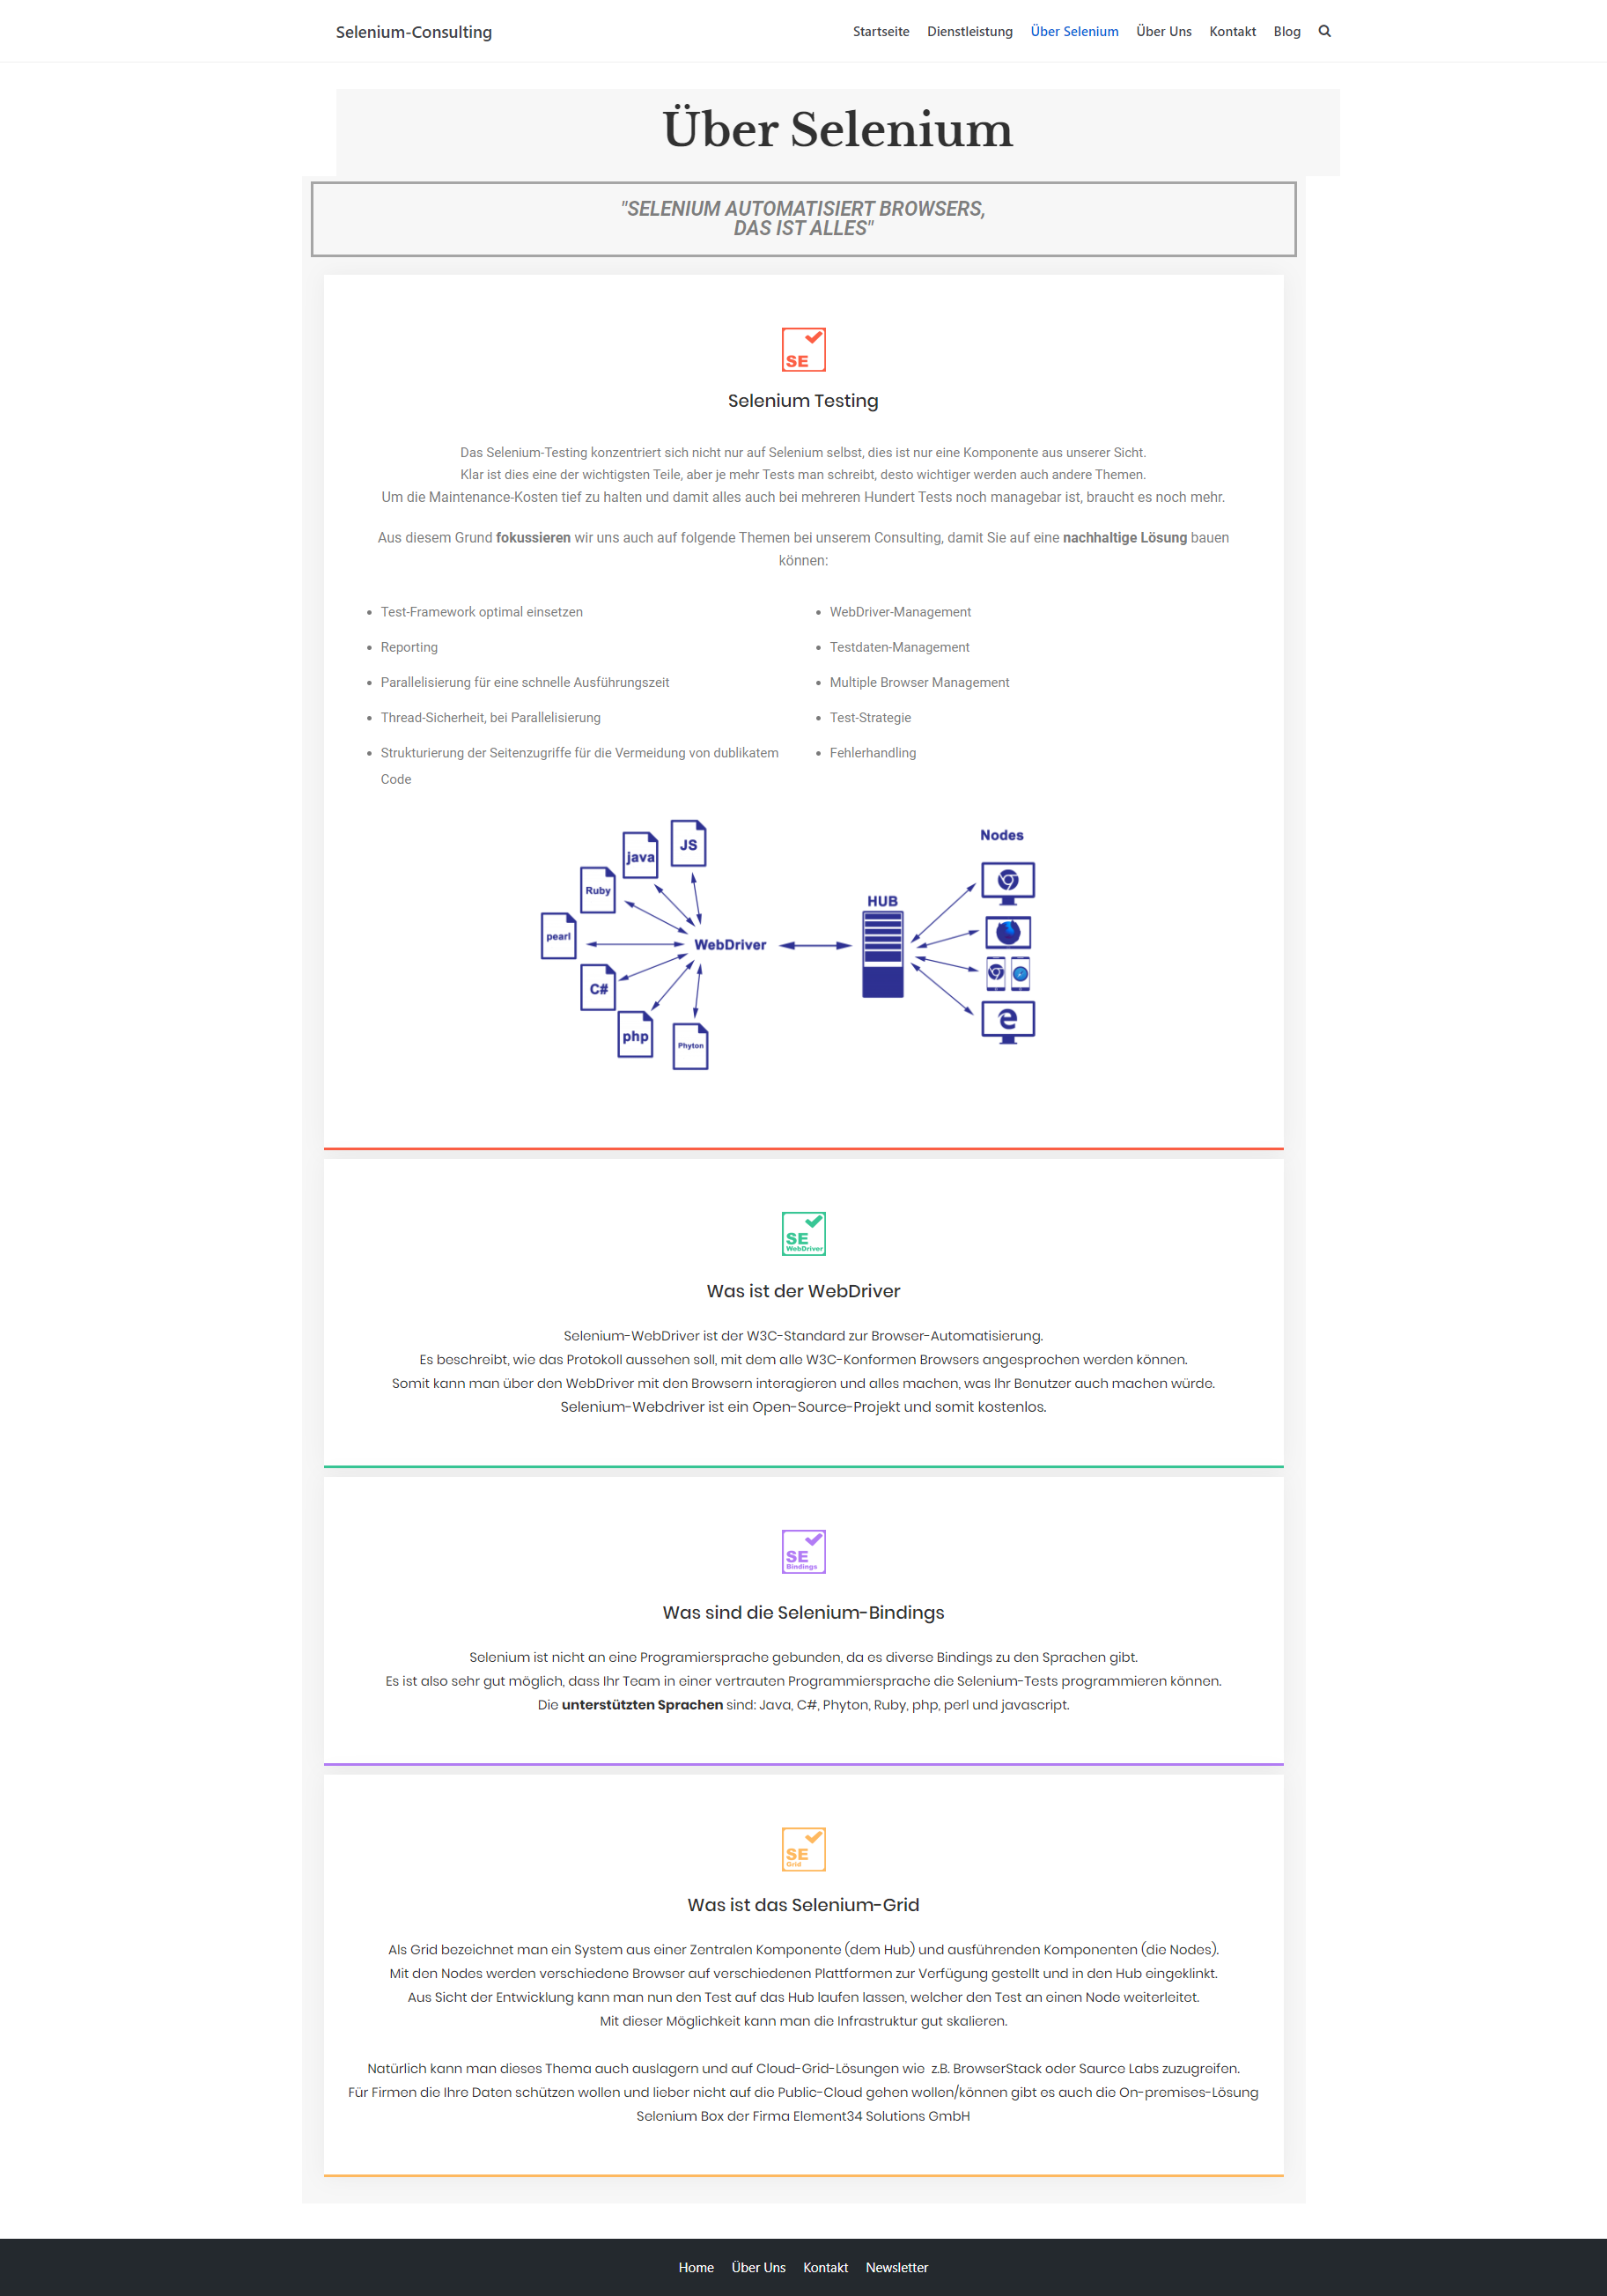 Selenium-Consulting
Startseite Dienstleistung Über Selenium Über Uns Kontakt Blog
Über Selenium
"SELENIUM AUTOMATISIERT BROWSERS,
DAS IST ALLES"
SE
Selenium Testing
Das Selenium-Testing konzentriert sich nicht nur auf Selenium selbst, dies ist nur eine Komponente aus unserer Sicht.
Klar ist dies eine der wichtigsten Teile, aber je mehr Tests man schreibt, desto wichtiger werden auch andere Themen.
Um die Maintenance-Kosten tief zu halten und damit alles auch bei mehreren Hundert Tests noch managebar ist, braucht es noch mehr.
Aus diesem Grund fokussieren wir uns auch auf folgende Themen bei unserem Consulting, damit Sie auf eine nachhaltige Lösung bauen
können:
Test-Framework optimal einsetzen
Reporting
Parallelisierung für eine schnelle Ausführungszeit
Thread-Sicherheit, bei Parallelisierung
Strukturierung der Seitenzugriffe für die Vermeidung von dublikatem
Code
WebDriver-Management
Testdaten-Management
Multiple Browser Management
Test-Strategie
Fehlerhandling
JS
java
Ruby
pearl
C#
php
Phyton
WebDriver
HUB
Nodes
SE
WebDriver
Was ist der WebDriver
Selenium-WebDriver ist der W3C-Standard zur Browser-Automatisierung.
Es beschreibt, wie das Protokoll aussehen soll, mit dem alle W3C-Konformen Browsers angesprochen werden können.
Somit kann man über den WebDriver mit den Browsern interagieren und alles machen, was Ihr Benutzer auch machen würde.
Selenium-Webdriver ist ein Open-Source-Projekt und somit kostenlos.
SE
Bindings
Was sind die Selenium-Bindings
Selenium ist nicht an eine Programiersprache gebunden, da es diverse Bindings zu den Sprachen gibt.
Es ist also sehr gut möglich, dass Ihr Team in einer vertrauten Programmiersprache die Selenium-Tests programmieren können.
Die unterstützten Sprachen sind: Java, C#, Phyton, Ruby, php, perl und javascript.
SE
Grid
Was ist das Selenium-Grid
Als Grid bezeichnet man ein System aus einer Zentralen Komponente (dem Hub) und ausführenden Komponenten (die Nodes).
Mit den Nodes werden verschiedene Browser auf verschiedenen Plattformen zur Verfügung gestellt und in den Hub eingeklinkt.
Aus Sicht der Entwicklung kann man nun den Test auf das Hub laufen lassen, welcher den Test an einen Node weiterleitet.
Mit dieser Möglichkeit kann man die Infrastruktur gut skalieren.
Natürlich kann man dieses Thema auch auslagern und auf Cloud-Grid-Lösungen wie z.B. BrowserStack oder Saurce Labs zuzugreifen.
Für Firmen die Ihre Daten schützen wollen und lieber nicht auf die Public-Cloud gehen wollen/können gibt es auch die On-premises-Lösung
Selenium Box der Firma Element34 Solutions GmbH
Home Über Uns Kontakt Newsletter